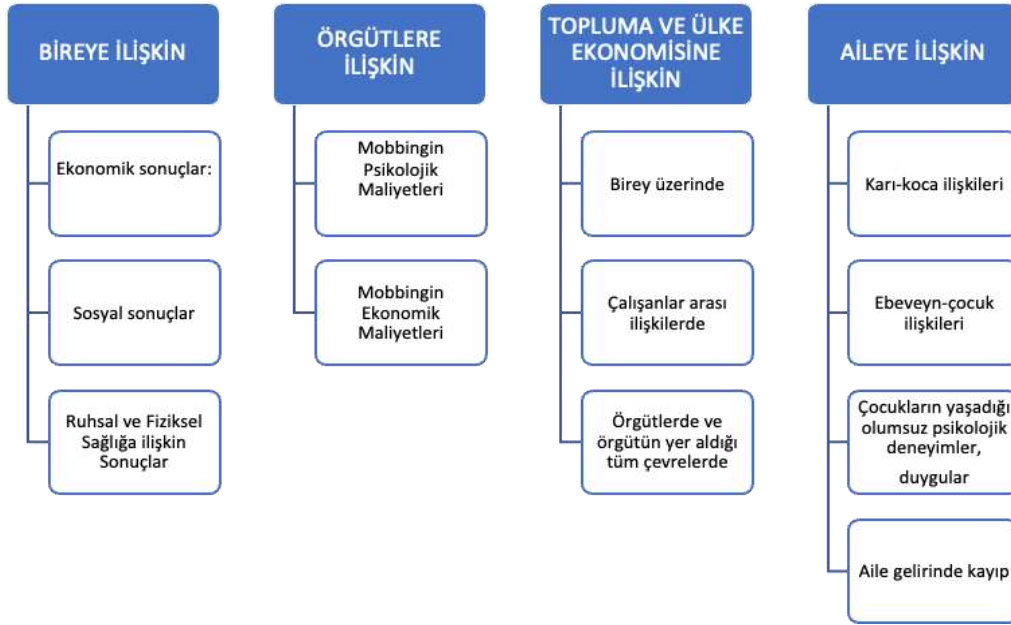 BİREYE İLİŞKİN
Ekonomik sonuçlar:
Sosyal sonuçlar
Ruhsal ve Fiziksel
Sağlığa ilişkin
Sonuçlar
ÖRGÜTLERE
İLİŞKİN
Mobbingin
Psikolojik
Maliyetleri
Mobbingin
Ekonomik
Maliyetleri
TOPLUMA VE ÜLKE
EKONOMİSİNE
İLİŞKİN
Birey üzerinde
Çalışanlar arası
ilişkilerde
Örgütlerde ve
örgütün yer aldığı
tüm çevrelerde
AİLEYE İLİŞKİN
Karı-koca ilişkileri
Ebeveyn-çocuk
ilişkileri
Çocukların yaşadığı
olumsuz psikolojik
deneyimler,
duygular
Aile gelirinde kayıp